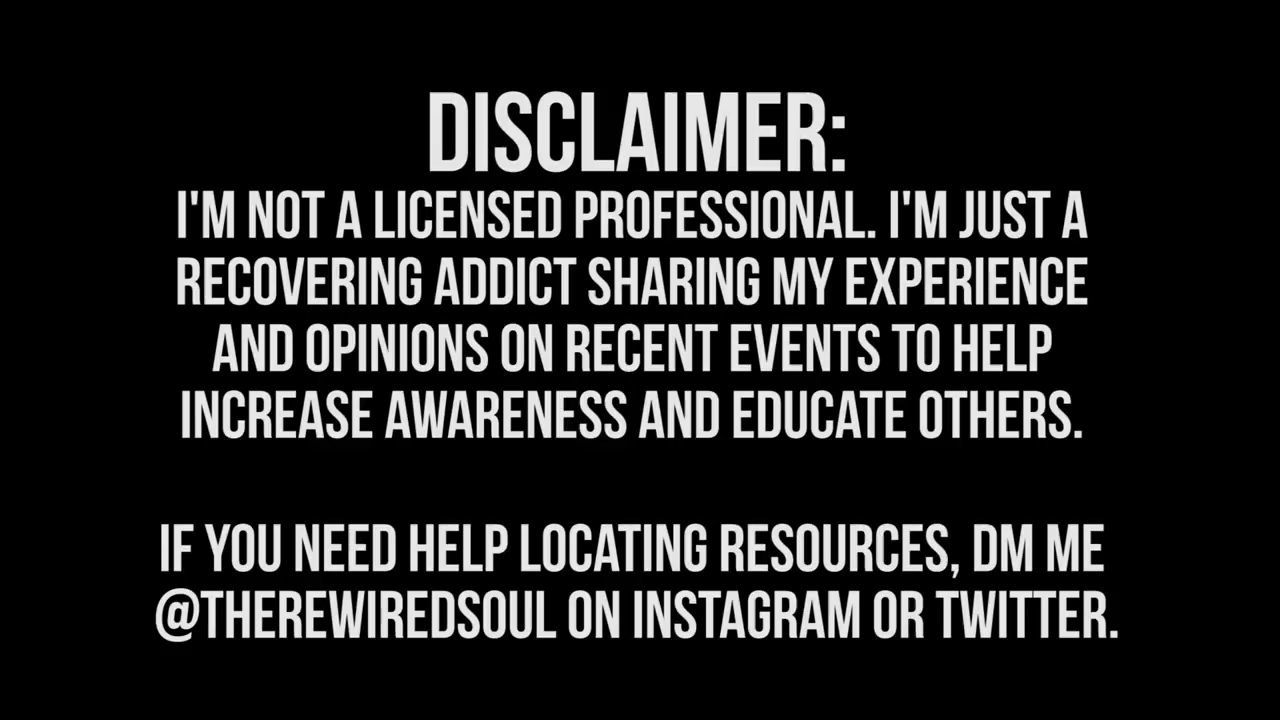 DISCLAIMER:
I'M NOT A LICENSED PROFESSIONAL. I'M JUST A
RECOVERING ADDICT SHARING MY EXPERIENCE
AND OPINIONS ON RECENT EVENTS TO HELP
INCREASE AWARENESS AND EDUCATE OTHERS.
IF YOU NEED HELP LOCATING RESOURCES, DM ME
@THEREWIREDSOUL ON INSTAGRAM OR TWITTER.